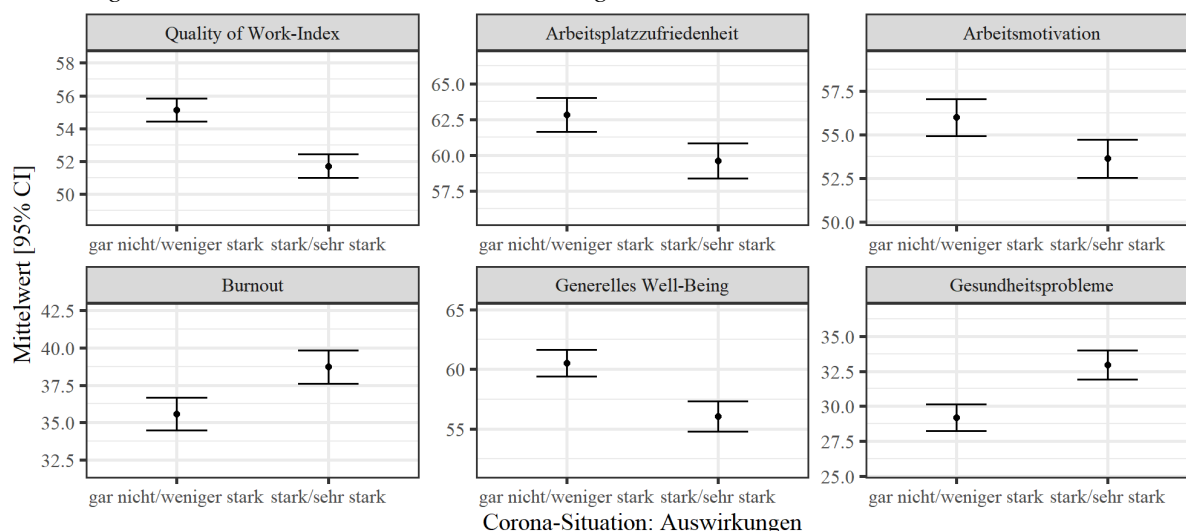 Quality of Work-Index
Arbeitsplatzzufriedenheit
Arbeitsmotivation
58
56
54
52
50
65.0
62.5
60.0
57.5
57.5
55.0
52.5
50.0
gar nicht/weniger stark stark/sehr stark
gar nicht/weniger stark stark/sehr stark
gar nicht/weniger stark stark/sehr stark
Mittelwert [95% CI]
Burnout
Generelles Well-Being
Gesundheitsprobleme
42.5
40.0
37.5
35.0
32.5
65
60
55
35.0
32.5
30.0
27.5
25.0
gar nicht/weniger stark stark/sehr stark
gar nicht/weniger stark stark/sehr stark
gar nicht/weniger stark stark/sehr stark
Corona-Situation: Auswirkungen